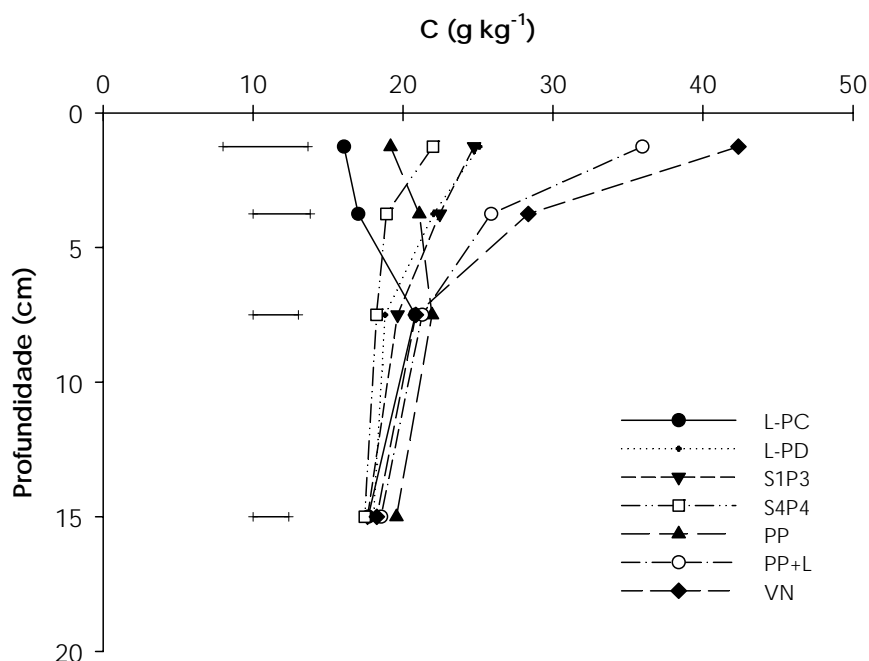 C (g kg⁻¹)
0 10 20 30 40 50
0
5
10
15
20
Profundidade (cm)
L-PC
L-PD
S1P3
S4P4
PP
PP+L
VN